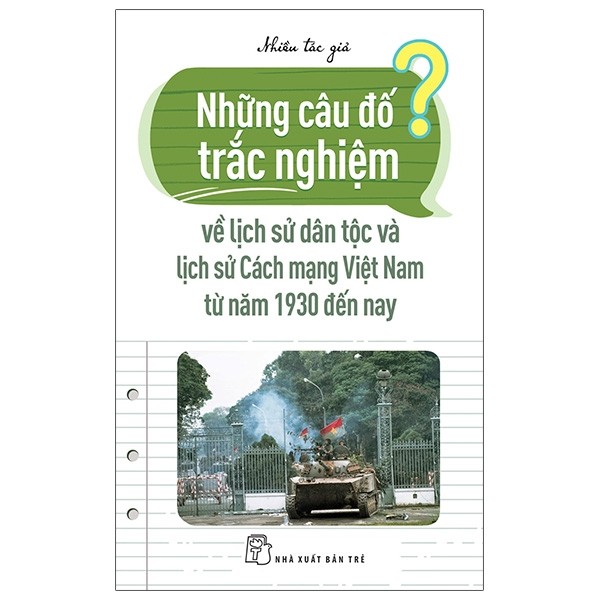 Nhiều tác giả
?
Những câu đố
trắc nghiệm
về lịch sử dân tộc và
lịch sử Cách mạng Việt Nam
từ năm 1930 đến nay
NHÀ XUẤT BẢN TRẺ